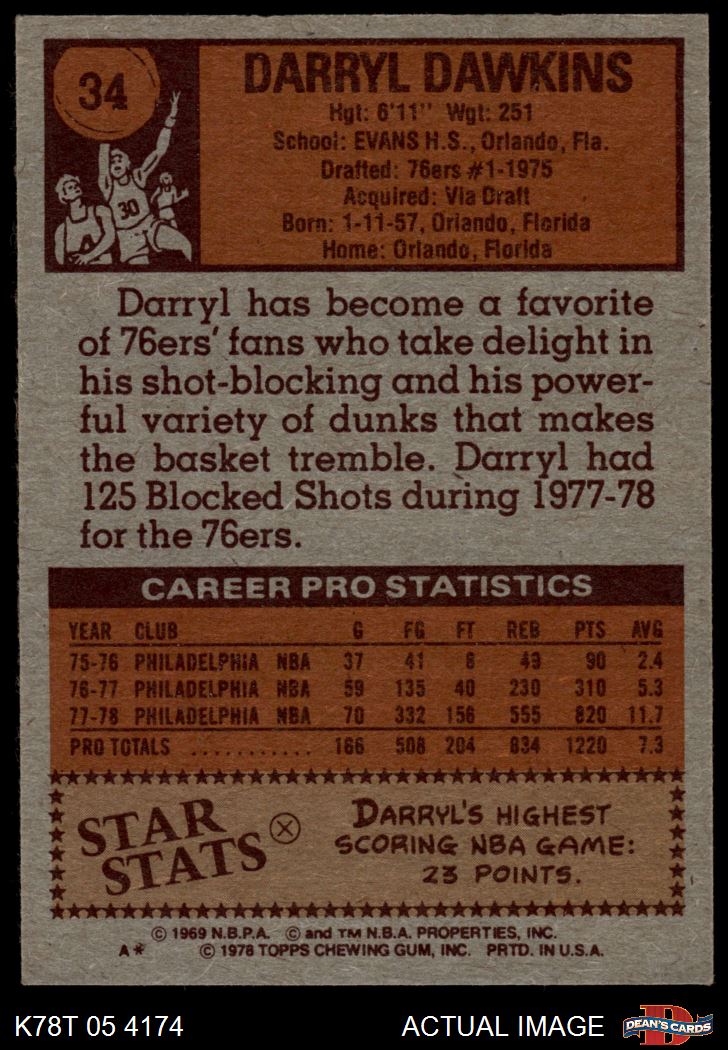 34
DARRYL DAWKINS
Hgt: 6'11" Wgt: 251
School: EVANS H.S., Orlando, Fla.
Drafted: 76ers #1-1975
Acquired: Via Draft
Born: 1-11-57, Orlando, Florida
Home: Orlando, Florida
30
Darryl has become a favorite
of 76ers' fans who take delight in
his shot-blocking and his power-
ful variety of dunks that makes
the basket tremble. Darryl had
125 Blocked Shots during 1977-78
for the 76ers.
CAREER PRO STATISTICS
YEAR CLUB G FG FT REB PTS AVG
75-76 PHILADELPHIA NBA 37 41 8 49 90 2.4
76-77 PHILADELPHIA NBA 59 135 40 230 310 5.3
77-78 PHILADELPHIA NBA 70 332 156 555 820 11.7
PRO TOTALS ........... 166 508 204 834 1220 7.3
STAR
STATS
DARRYL'S HIGHEST
SCORING NBA GAME:
23 POINTS.
© 1969 N.B.P.A. © and TM N.B.A. PROPERTIES, INC.
A* © 1978 TOPPS CHEWING GUM, INC. PRTD. IN U.S.A.
K78T 05 4174
ACTUAL IMAGE
D
DEAN'S CARDS